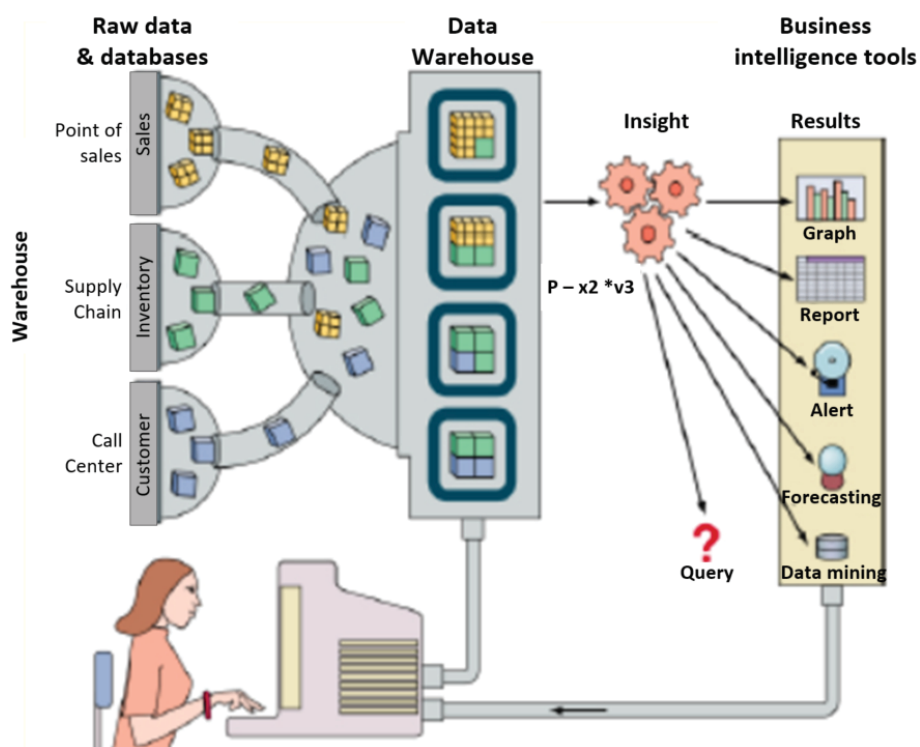 Raw data
& databases
Data
Warehouse
Business
intelligence tools
Warehouse
Point of
sales
Sales
Supply
Chain
Inventory
Call
Center
Customer
Insight
P – x2 *v3
Results
Graph
Report
Alert
Forecasting
Data mining
?
Query